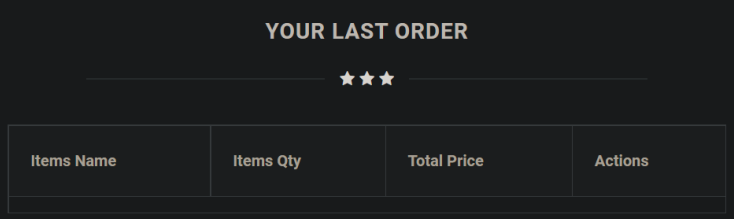 YOUR LAST ORDER
Items Name Items Qty Total Price Actions